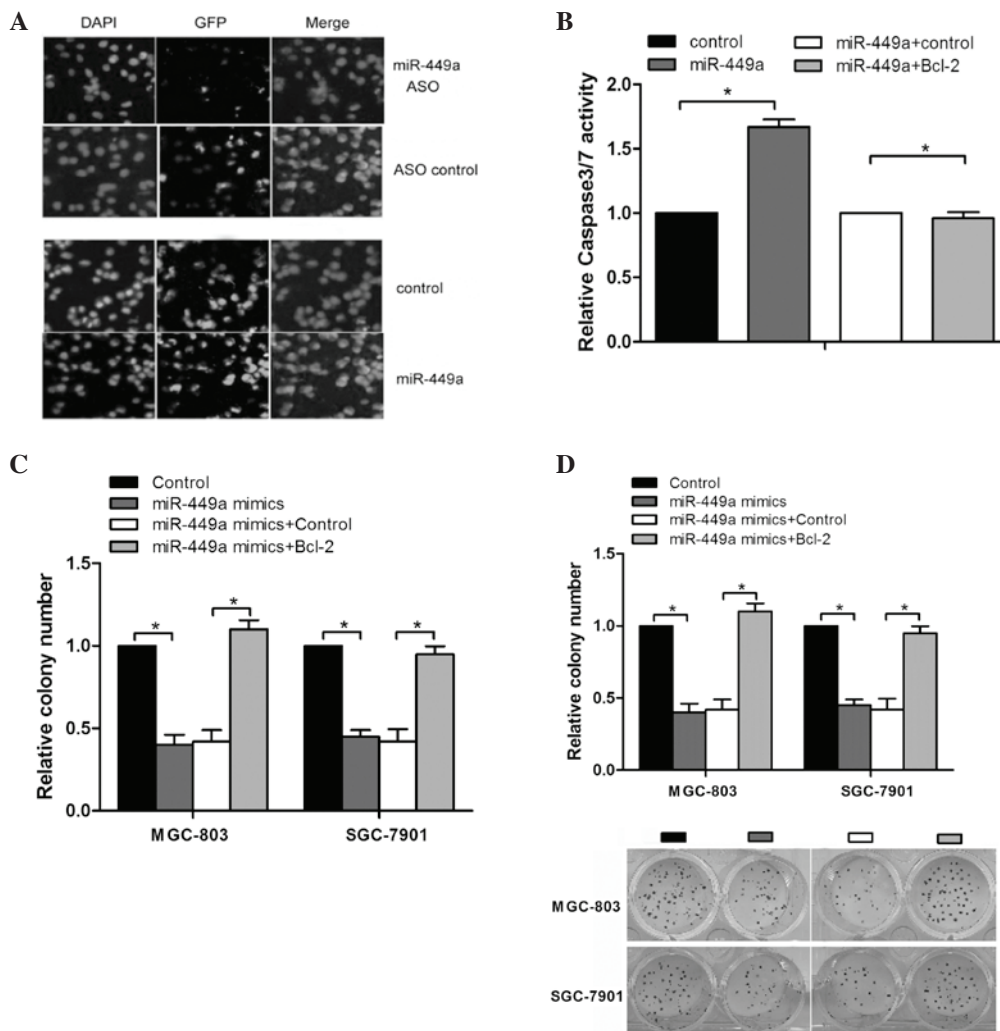 A
DAPI GFP Merge
miR-449a
ASO
ASO control
control
miR-449a
B
control
miR-449a
miR-449a+control
miR-449a+Bcl-2
Relative Caspase3/7 activity
2.0
1.5
1.0
0.5
0.0
*
*
C
Control
miR-449a mimics
miR-449a mimics+Control
miR-449a mimics+Bcl-2
Relative colony number
1.5
1.0
0.5
0.0
*
*
*
*
MGC-803 SGC-7901
D
Control
miR-449a mimics
miR-449a mimics+Control
miR-449a mimics+Bcl-2
Relative colony number
1.5
1.0
0.5
0.0
*
*
*
*
MGC-803 SGC-7901
MGC-803
SGC-7901